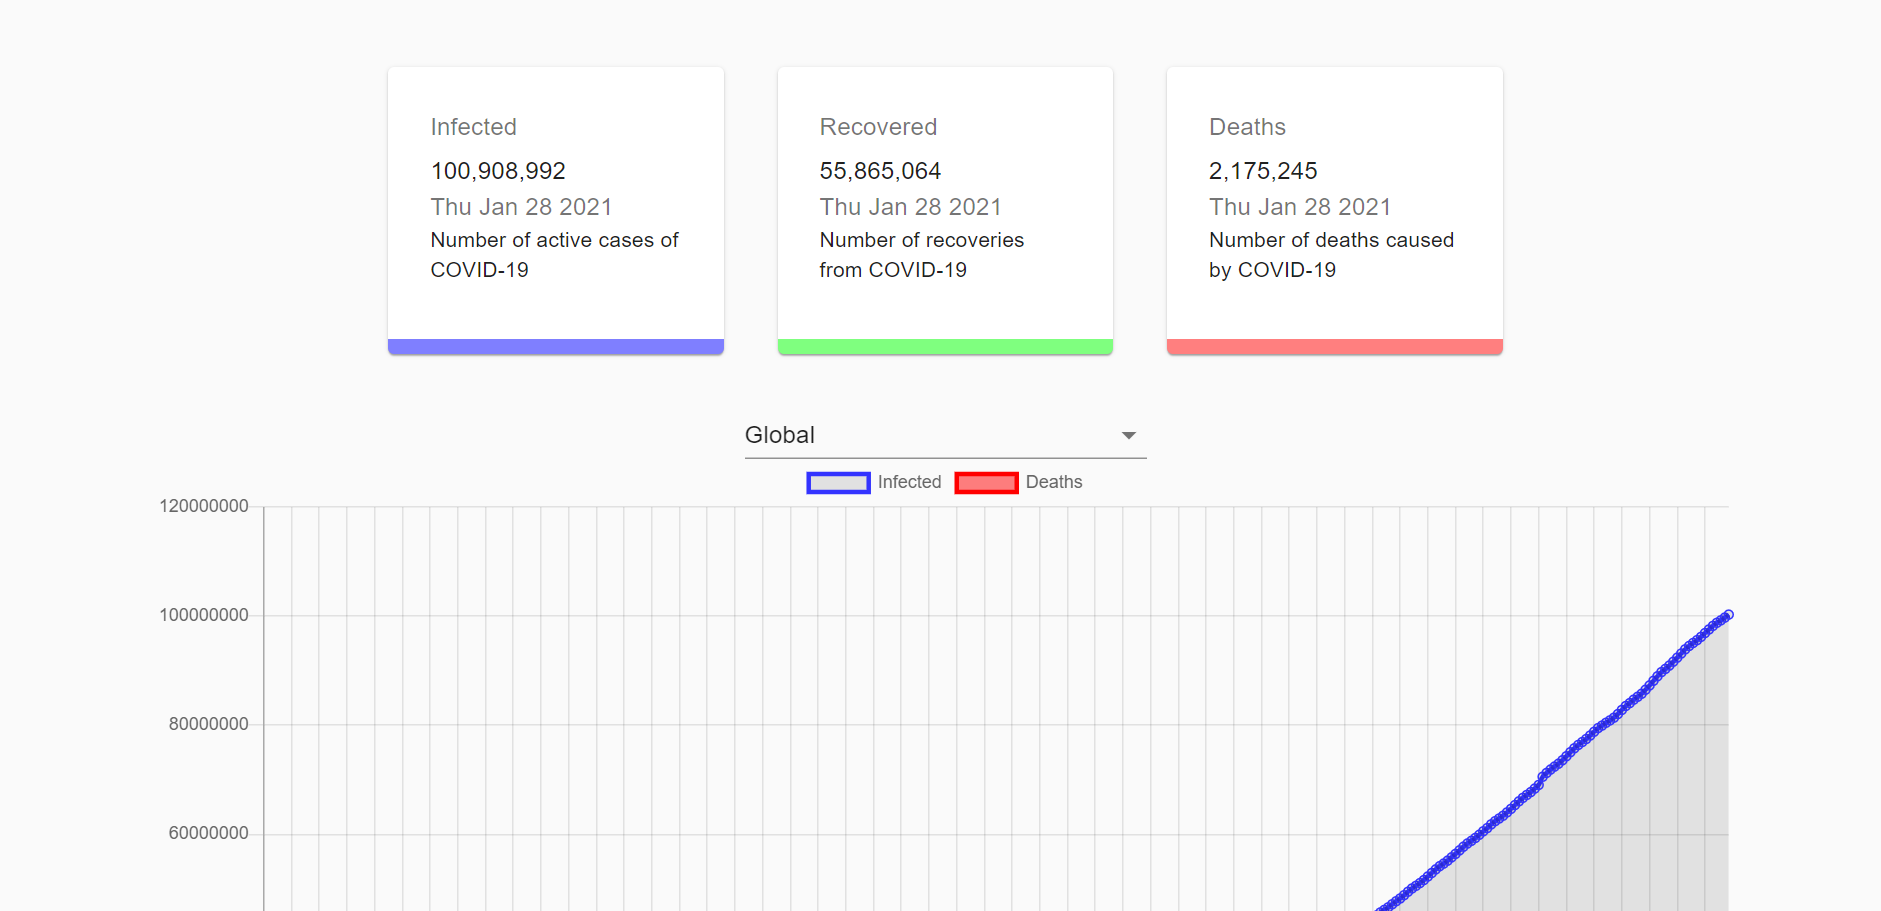 Infected
100,908,992
Thu Jan 28 2021
Number of active cases of
COVID-19
Recovered
55,865,064
Thu Jan 28 2021
Number of recoveries
from COVID-19
Deaths
2,175,245
Thu Jan 28 2021
Number of deaths caused
by COVID-19
Global
Infected Deaths
120000000
100000000
80000000
60000000